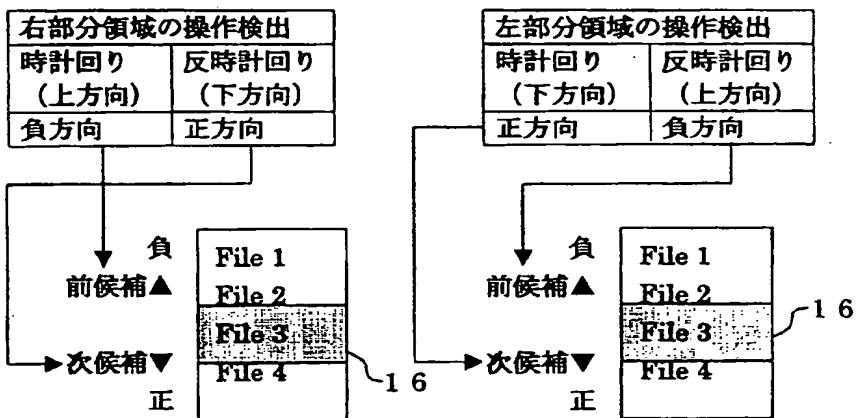 右部分領域の操作検出
時計回り 反時計回り
（上方向） （下方向）
負方向 正方向
負
前候補▲
次候補▼
正
File 1
File 2
File 3
File 4
16
左部分領域の操作検出
時計回り 反時計回り
（下方向） （上方向）
正方向 負方向
負
前候補▲
次候補▼
正
File 1
File 2
File 3
File 4
16